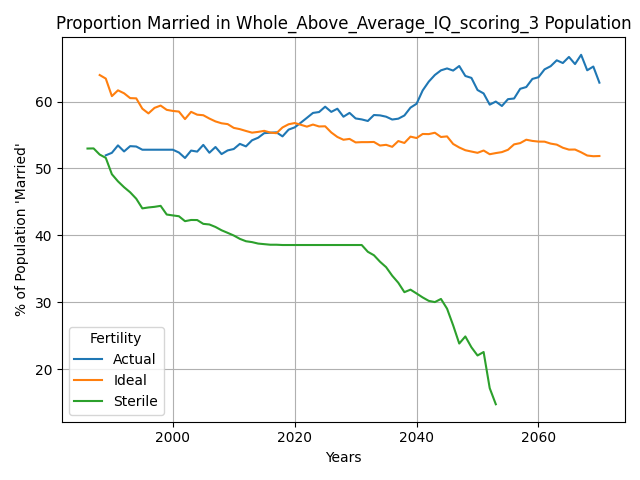 Proportion Married in Whole_Above_Average_IQ_scoring_3 Population
% of Population 'Married'
60
50
40
30
20
Fertility
Actual
Ideal
Sterile
2000 2020 2040 2060
Years